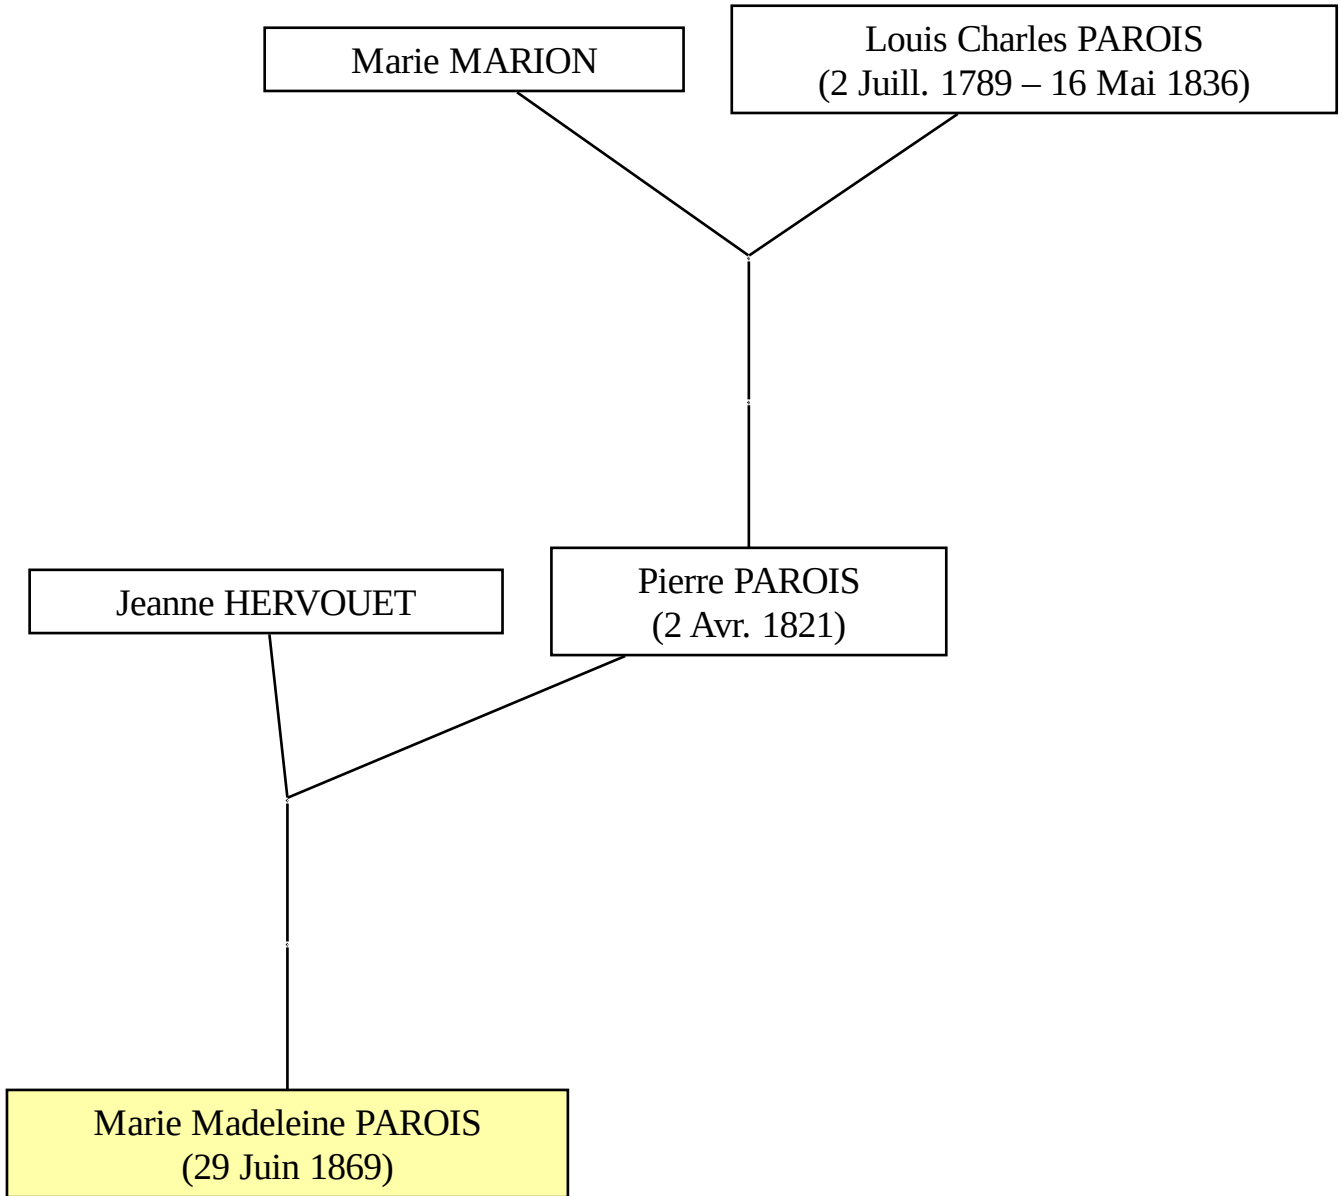 Marie MARION
Louis Charles PAROIS
(2 Juill. 1789 – 16 Mai 1836)
Jeanne HERVOUET
Pierre PAROIS
(2 Avr. 1821)
Marie Madeleine PAROIS
(29 Juin 1869)